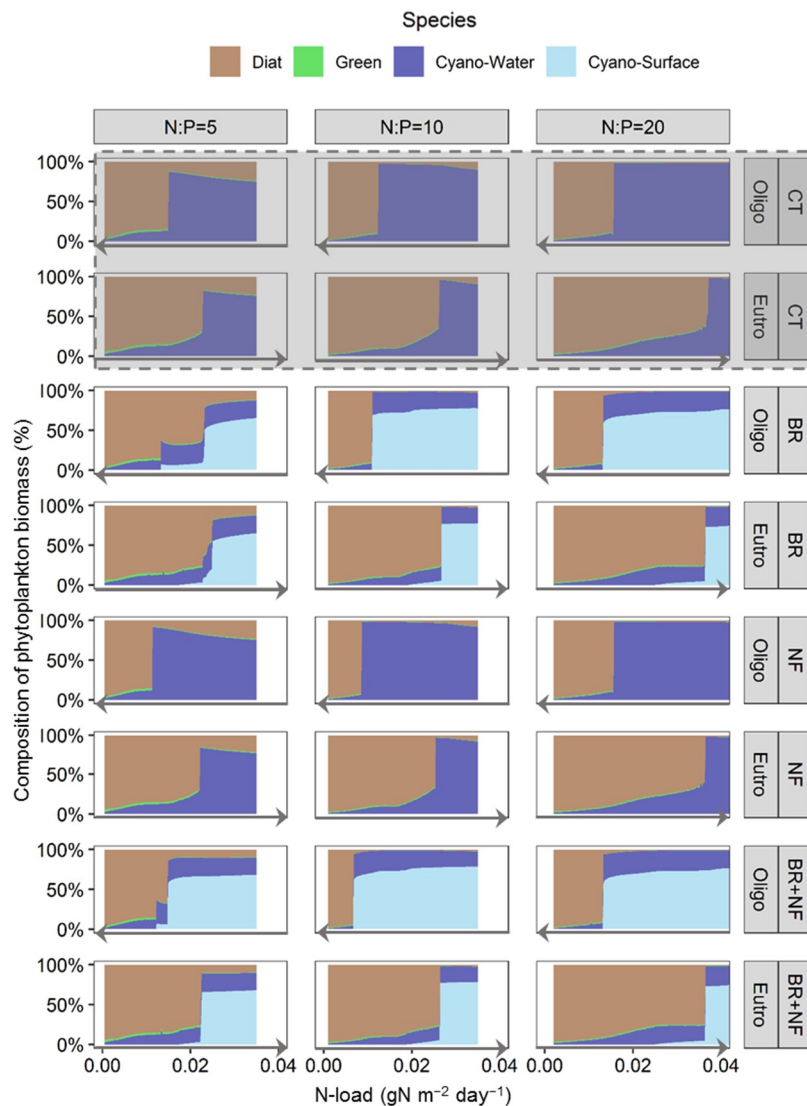 Species
Diat Green Cyano-Water Cyano-Surface
N:P=5 N:P=10 N:P=20
100%
50%
0%
Oligo CT
100%
50%
0%
Eutro CT
100%
50%
0%
Oligo BR
100%
50%
0%
Eutro BR
100%
50%
0%
Oligo NF
100%
50%
0%
Eutro NF
100%
50%
0%
Oligo BR+NF
100%
50%
0%
Eutro BR+NF
Composition of phytoplankton biomass (%)
0.00 0.02 0.04 0.00 0.02 0.04 0.00 0.02 0.04
N-load (gN m⁻² day⁻¹)